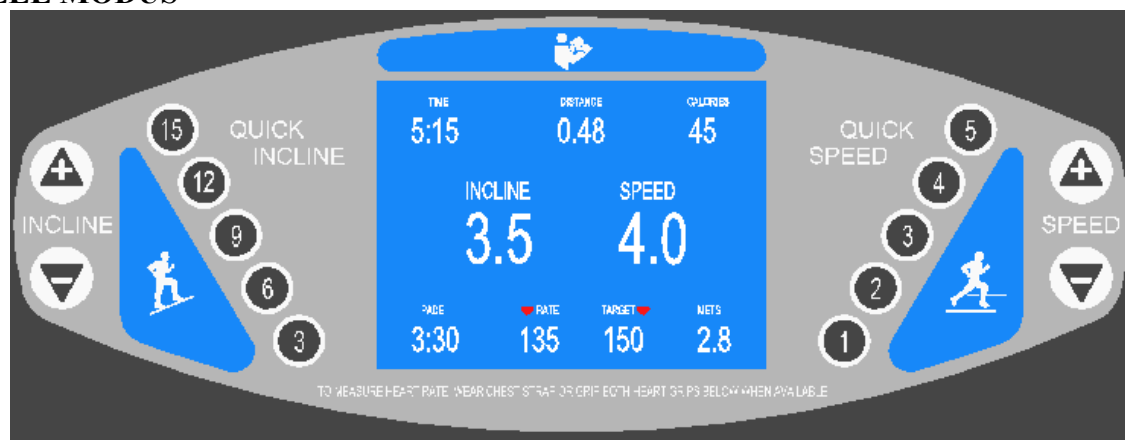 TIME DISTANCE CALORIES
5:15 0.48 45
15 QUICK INCLINE
12
9
6
3
INCLINE
INCLINE SPEED
3.5 4.0
PACE RATE TARGET METS
3:30 135 150 2.8
QUICK SPEED 5
4
3
2
1
SPEED
TO MEASURE HEART RATE, WEAR CHEST STRAP OR GRIP BOTH HEART GRIPS BELOW WHEN AVAILABLE